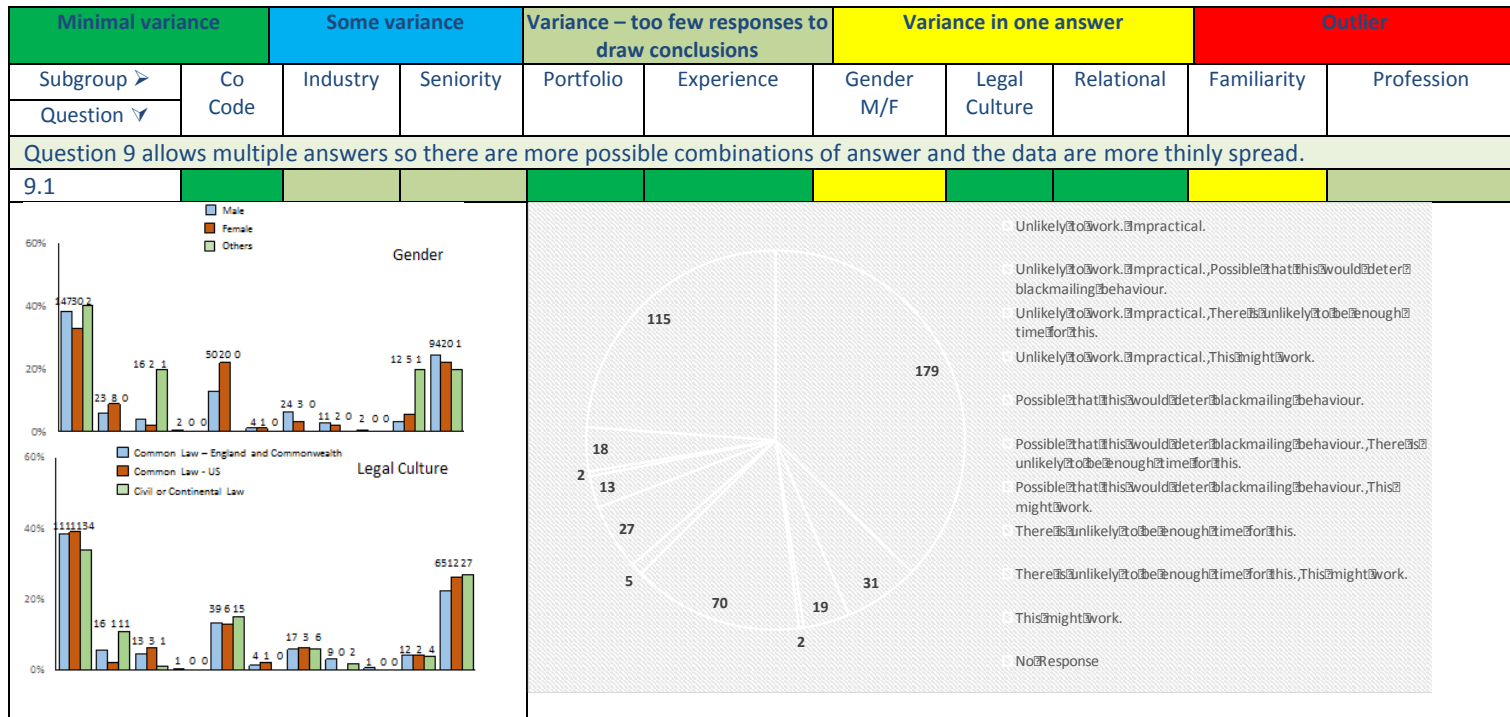 Minimal variance Some variance Variance – too few responses to Variance in one answer Outlier
draw conclusions
Subgroup ➢ Co Industry Seniority Portfolio Experience Gender Legal Relational Familiarity Profession
Question ⮛ Code M/F Culture
Question 9 allows multiple answers so there are more possible combinations of answer and the data are more thinly spread.
9.1
Male
Female
Others
Gender
60%
40%
20%
0%
147 30 2
23 8 0
16 2 1
2 0 0
50 20 0
4 1 0
24 3 0
11 2 0
2 0 0
12 5 1
94 20 1
Common Law – England and Commonwealth
Common Law - US
Civil or Continental Law
Legal Culture
60%
40%
20%
0%
111 11 34
16 1 11
13 3 1
1 0 0
39 6 15
4 1 0
17 3 6
9 0 2
1 0 0
12 2 4
65 12 27
179
31
19
2
70
5
27
13
2
18
115
Unlikely to work. Impractical.
Unlikely to work. Impractical.,Possible that this would deter
blackmailing behaviour.
Unlikely to work. Impractical.,There is unlikely to be enough
time for this.
Unlikely to work. Impractical.,This might work.
Possible that this would deter blackmailing behaviour.
Possible that this would deter blackmailing behaviour.,There is
unlikely to be enough time for this.
Possible that this would deter blackmailing behaviour.,This
might work.
There is unlikely to be enough time for this.
There is unlikely to be enough time for this.,This might work.
This might work.
No Response